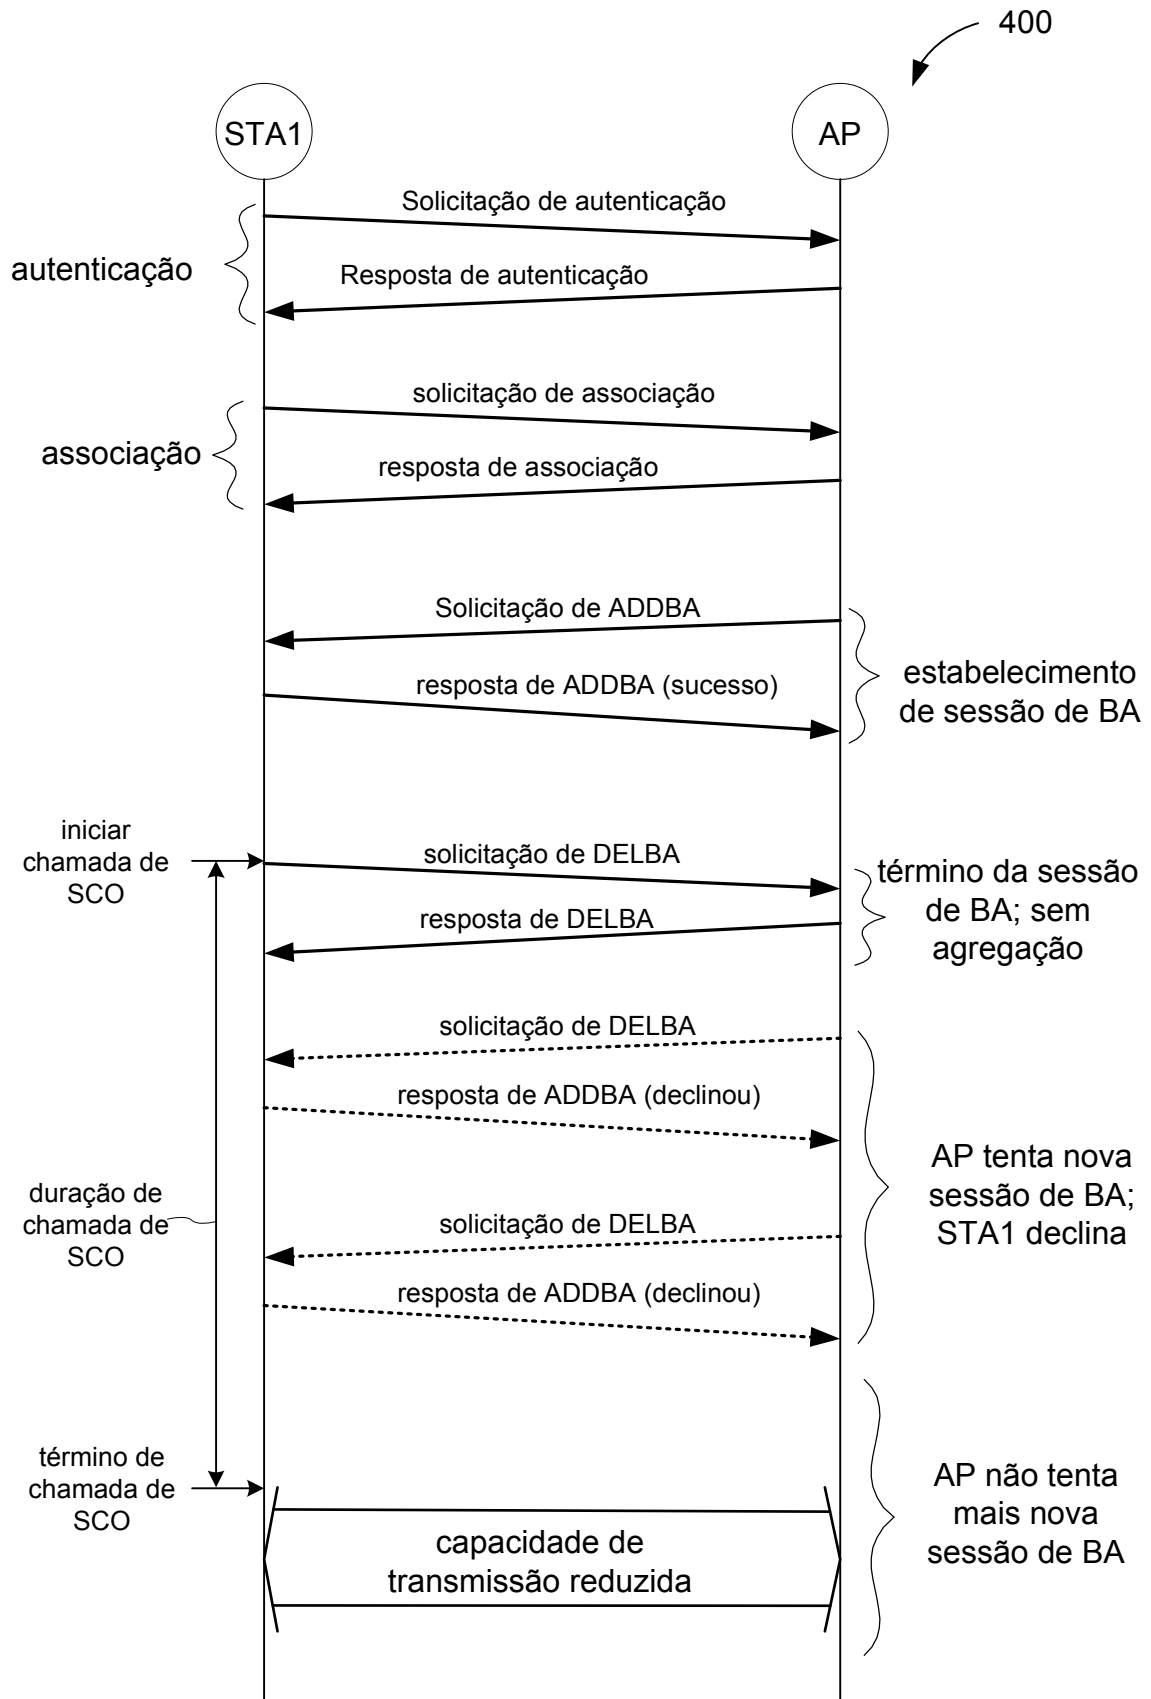 400
STA1
AP
Solicitação de autenticação
autenticação
Resposta de autenticação
solicitação de associação
associação
resposta de associação
Solicitação de ADDBA
resposta de ADDBA (sucesso)
estabelecimento
de sessão de BA
iniciar
chamada de
SCO
solicitação de DELBA
resposta de DELBA
término da sessão
de BA; sem
agregação
solicitação de DELBA
resposta de ADDBA (declinou)
AP tenta nova
sessão de BA;
STA1 declina
duração de
chamada de
SCO
solicitação de DELBA
resposta de ADDBA (declinou)
término de
chamada de
SCO
AP não tenta
mais nova
sessão de BA
capacidade de
transmissão reduzida